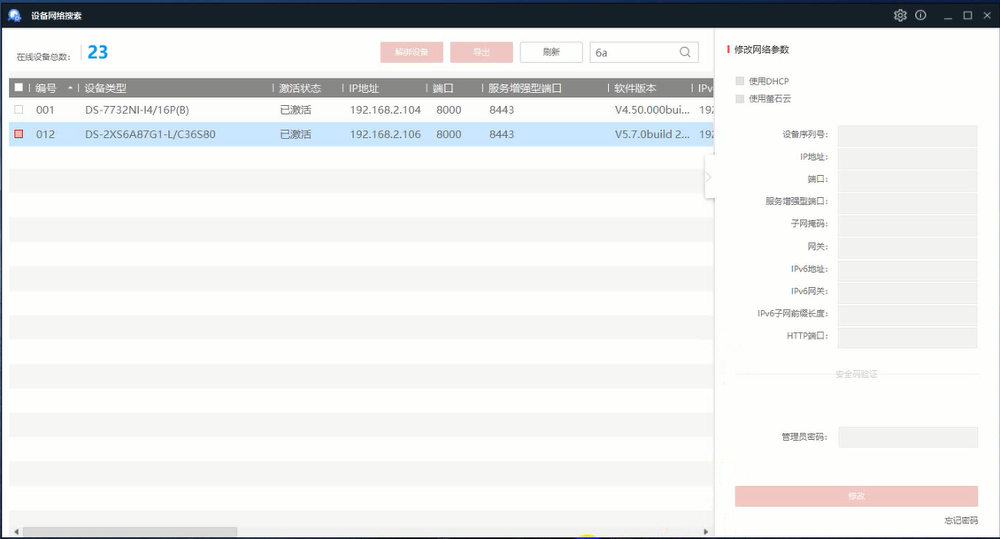 设备网络搜索
在线设备总数: 23 解绑设备 导出 刷新 6a
编号 设备类型 激活状态 IP地址 端口 服务增强型端口 软件版本 IPv
001 DS-7732NI-I4/16P(B) 已激活 192.168.2.104 8000 8443 V4.50.000bui... 192
012 DS-2XS6A87G1-L/C36S80 已激活 192.168.2.106 8000 8443 V5.7.0build 2... 192
修改网络参数
使用DHCP
使用萤石云
设备序列号:
IP地址:
端口:
服务增强型端口:
子网掩码:
网关:
IPv6地址:
IPv6网关:
IPv6子网前缀长度:
HTTP端口:
安全码验证
管理员密码:
修改
忘记密码